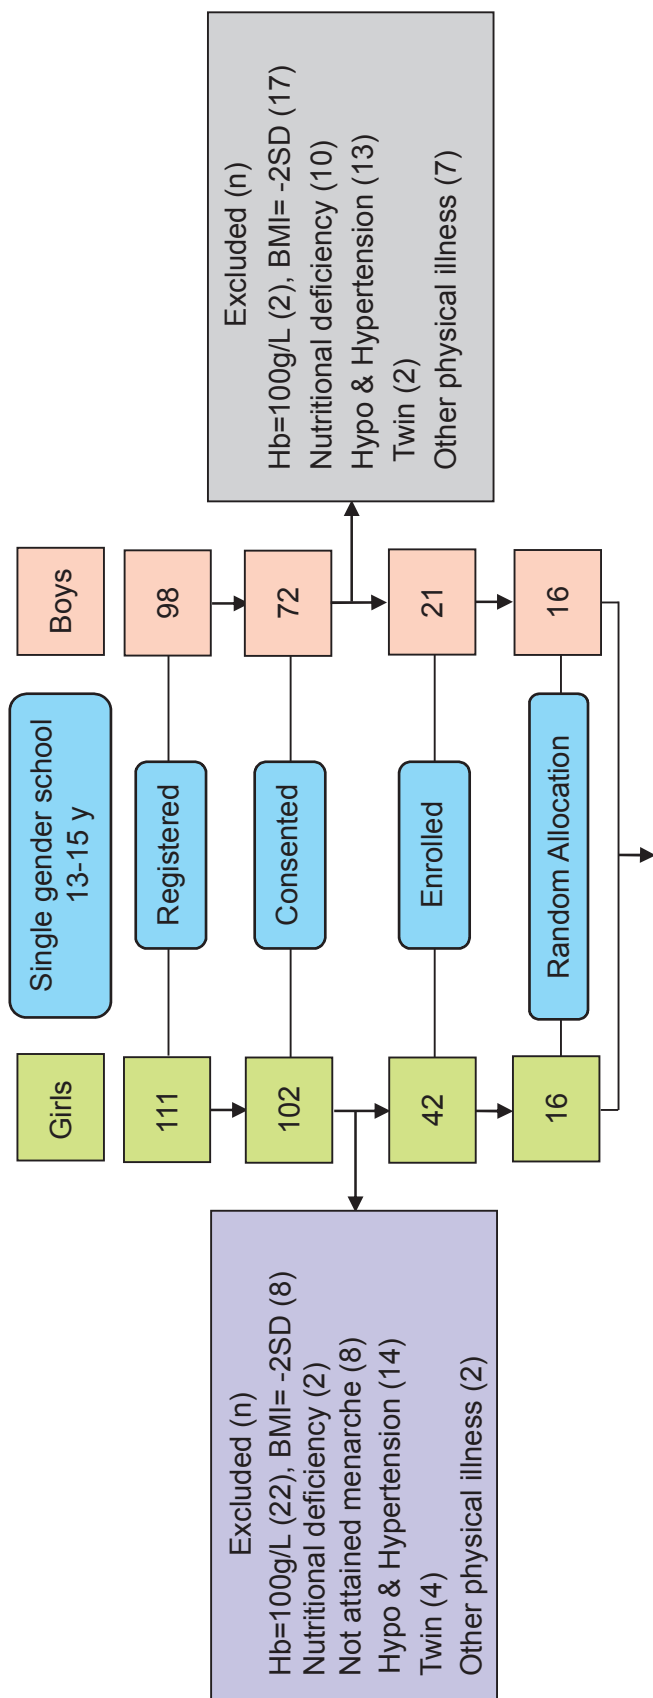 Single gender school
13-15 y
Girls
Boys
111
Registered
98
102
Consented
72
Excluded (n)
Hb=100g/L (22), BMI= -2SD (8)
Nutritional deficiency (2)
Not attained menarche (8)
Hypo & Hypertension (14)
Twin (4)
Other physical illness (2)
Excluded (n)
Hb=100g/L (2), BMI= -2SD (17)
Nutritional deficiency (10)
Hypo & Hypertension (13)
Twin (2)
Other physical illness (7)
42
Enrolled
21
16
Random Allocation
16